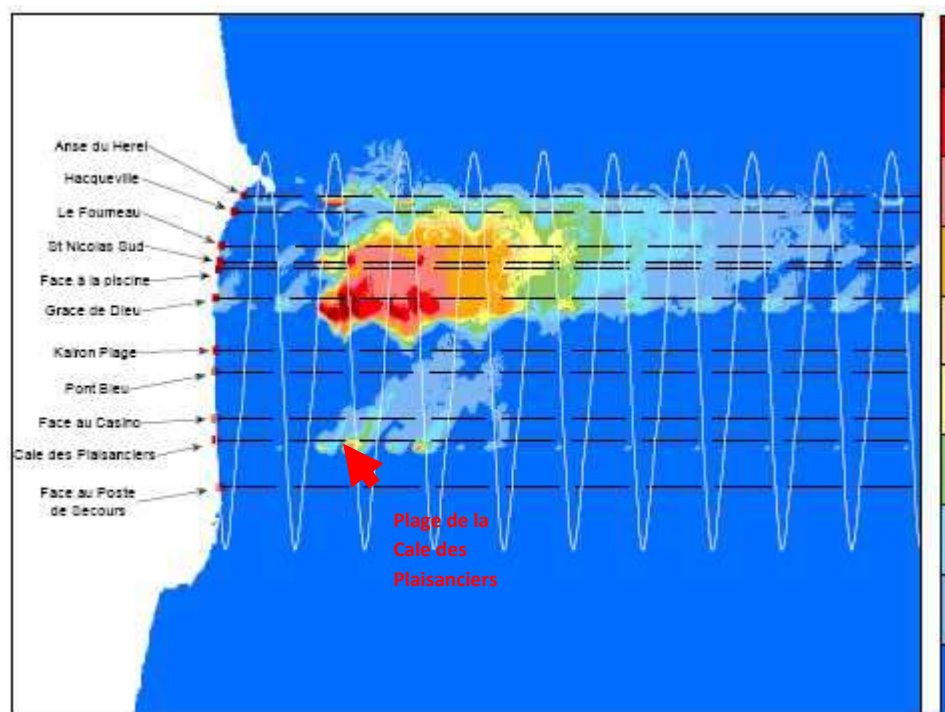 Anse du Herel
Hacqueville
Le Fourneau
St Nicolas Sud
Face à la piscine
Grace de Dieu
Kairon Plage
Pont Bleu
Face au Casino
Cale des Plaisanciers
Face au Poste
de Secours
Plage de la
Cale des
Plaisanciers